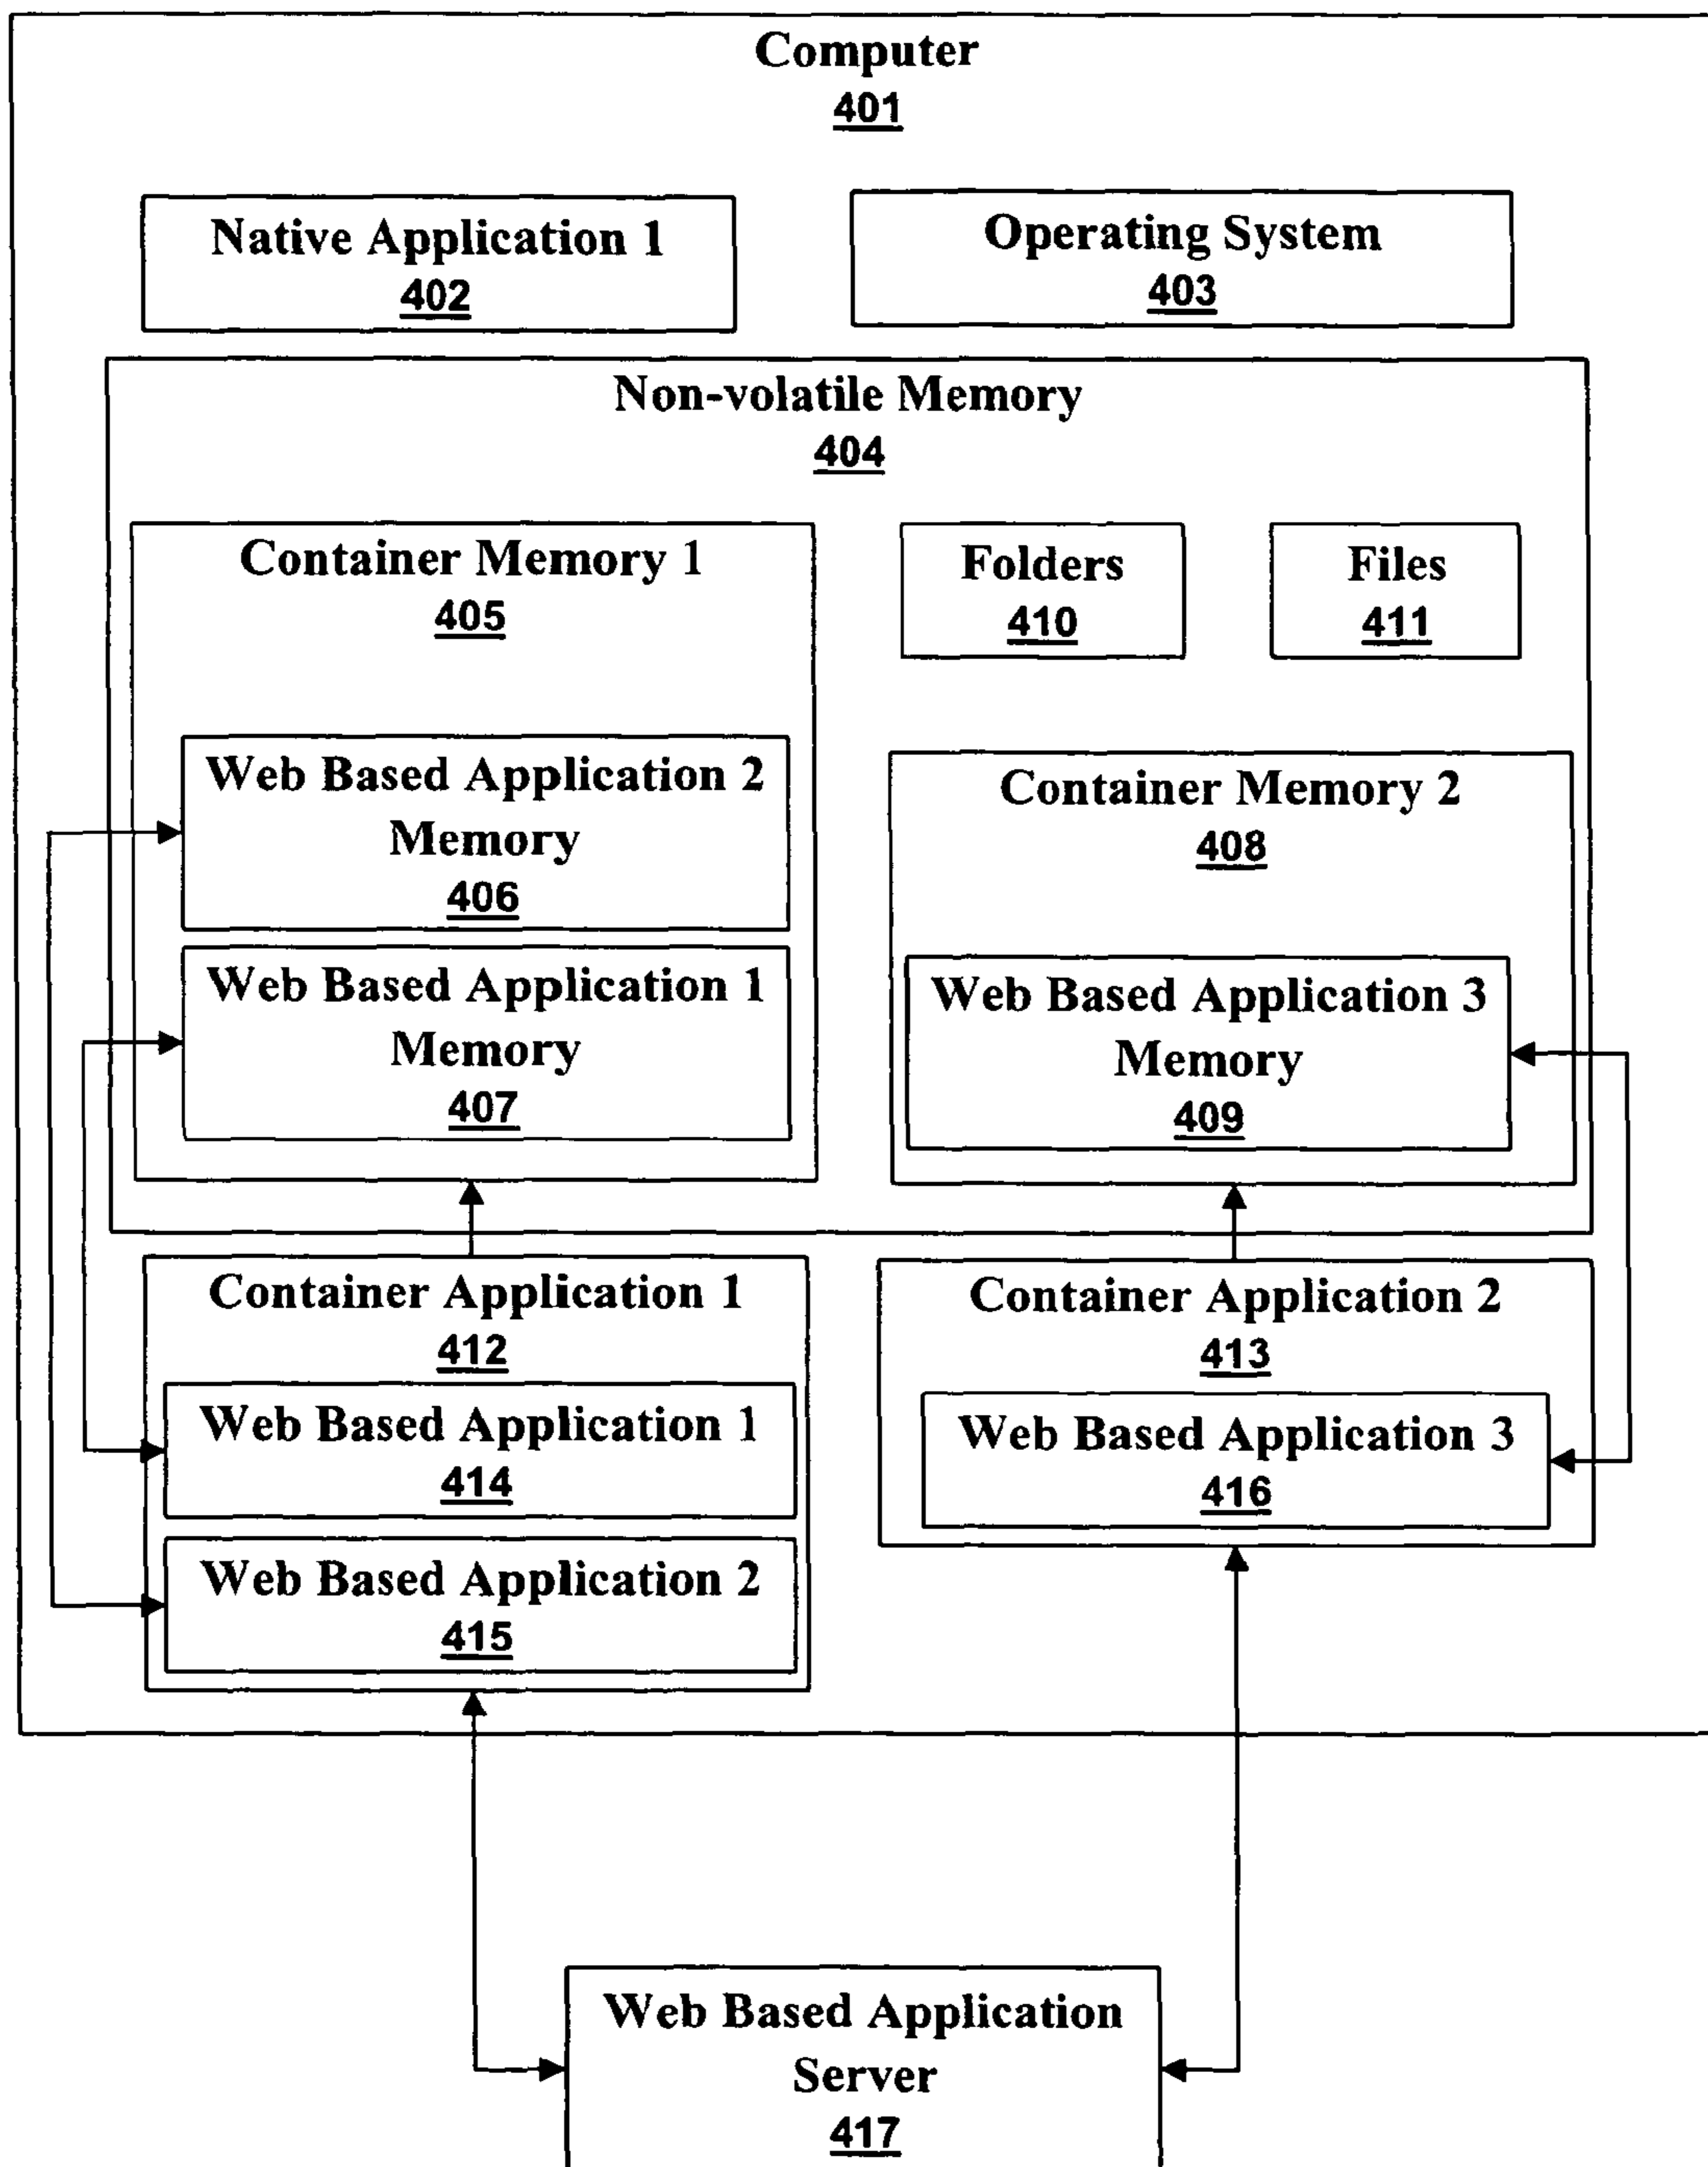 Computer
401
Native Application 1
402
Operating System
403
Non-volatile Memory
404
Container Memory 1
405
Folders
410
Files
411
Web Based Application 2
Memory
406
Web Based Application 1
Memory
407
Container Memory 2
408
Web Based Application 3
Memory
409
Container Application 1
412
Web Based Application 1
414
Web Based Application 2
415
Container Application 2
413
Web Based Application 3
416
Web Based Application
Server
417